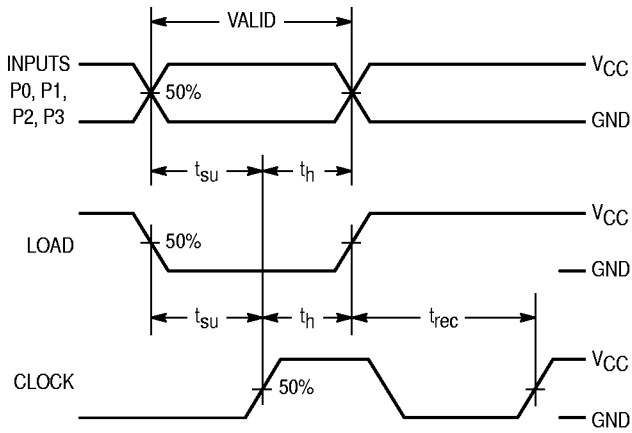 VALID
INPUTS
P0, P1,
P2, P3
50%
VCC
GND
tsu
th
LOAD
50%
VCC
GND
tsu
th
trec
CLOCK
50%
VCC
GND